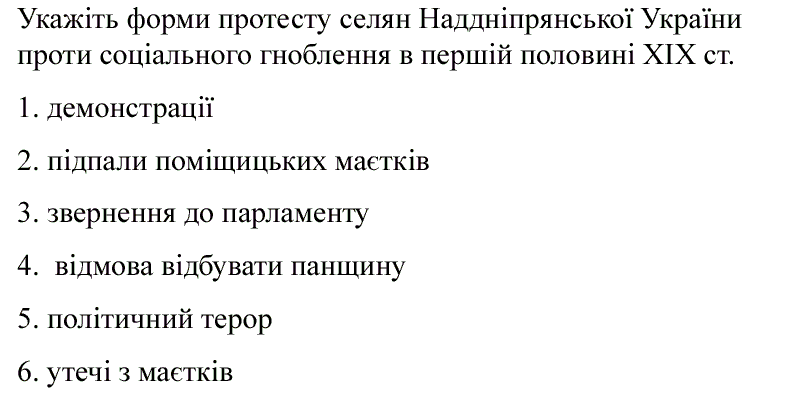 Укажіть форми протесту селян Наддніпрянської України
проти соціального гноблення в першій половині XIX ст.
1. демонстрації
2. підпали поміщицьких маєтків
3. звернення до парламенту
4. відмова відбувати панщину
5. політичний терор
6. утечі з маєтків